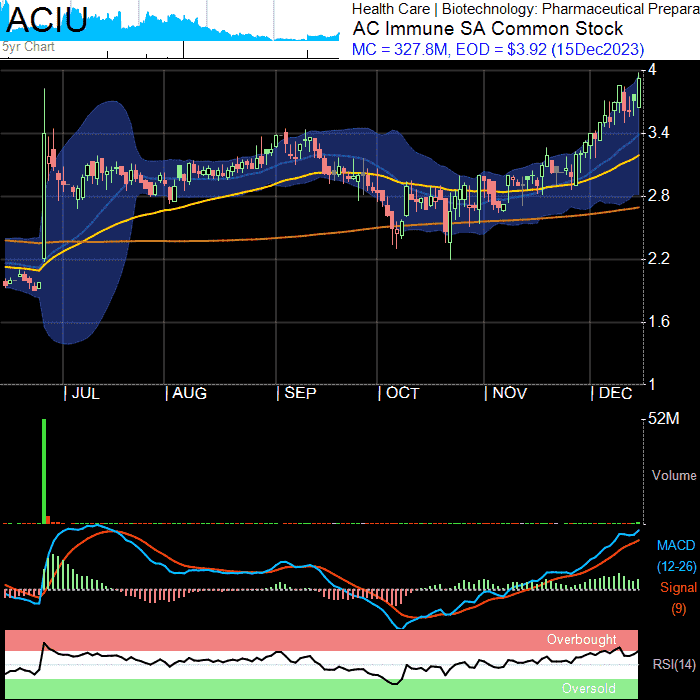 ACIU
5yr Chart
Health Care | Biotechnology: Pharmaceutical Prepara
AC Immune SA Common Stock
MC = 327.8M, EOD = $3.92 (15Dec2023)
4
3.4
2.8
2.2
1.6
1
| JUL | AUG | SEP | OCT | NOV | DEC
52M
Volume
MACD
(12-26)
Signal
(9)
Overbought
RSI(14)
Oversold